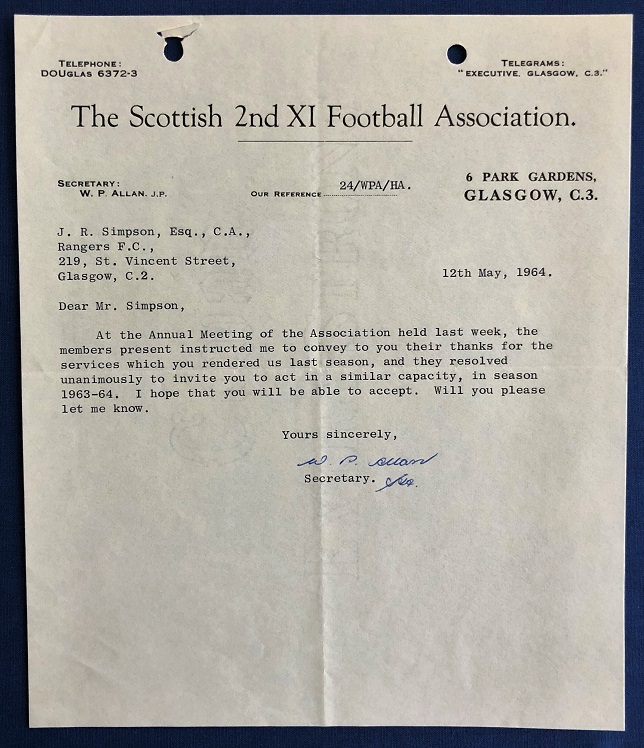 TELEPHONE:
DOUGLAS 6372-3
TELEGRAMS:
"EXECUTIVE, GLASGOW, C.3."
The Scottish 2nd XI Football Association.
SECRETARY:
W. P. ALLAN. J.P.
OUR REFERENCE 24/WPA/HA.
6 PARK GARDENS,
GLASGOW, C.3.
J. R. Simpson, Esq., C.A.,
Rangers F.C.,
219, St. Vincent Street,
Glasgow, C.2.
12th May, 1964.
Dear Mr. Simpson,
At the Annual Meeting of the Association held last week, the
members present instructed me to convey to you their thanks for the
services which you rendered us last season, and they resolved
unanimously to invite you to act in a similar capacity, in season
1963-64. I hope that you will be able to accept. Will you please
let me know.
Yours sincerely,
W. P. Allan
Secretary.